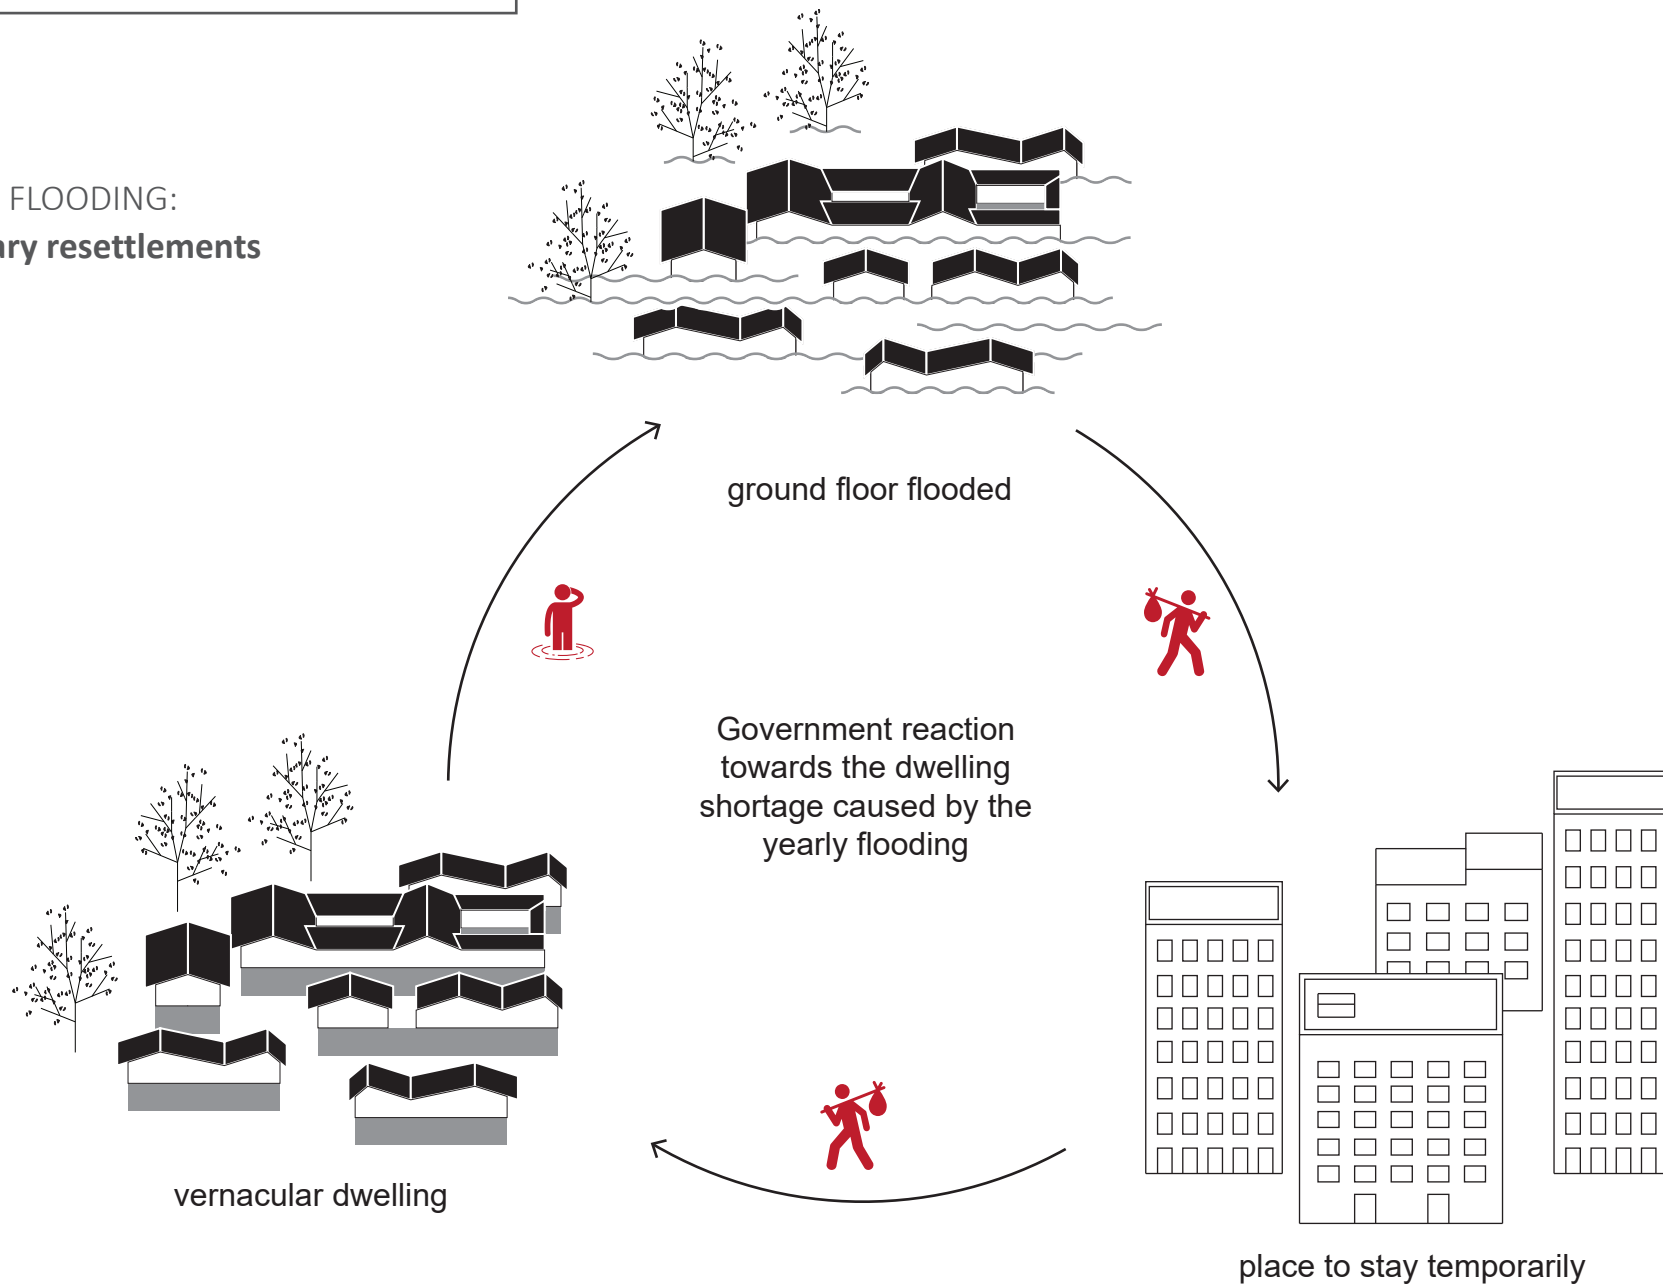 FLOODING:
ary resettlements
ground floor flooded
Government reaction
towards the dwelling
shortage caused by the
yearly flooding
vernacular dwelling
place to stay temporarily